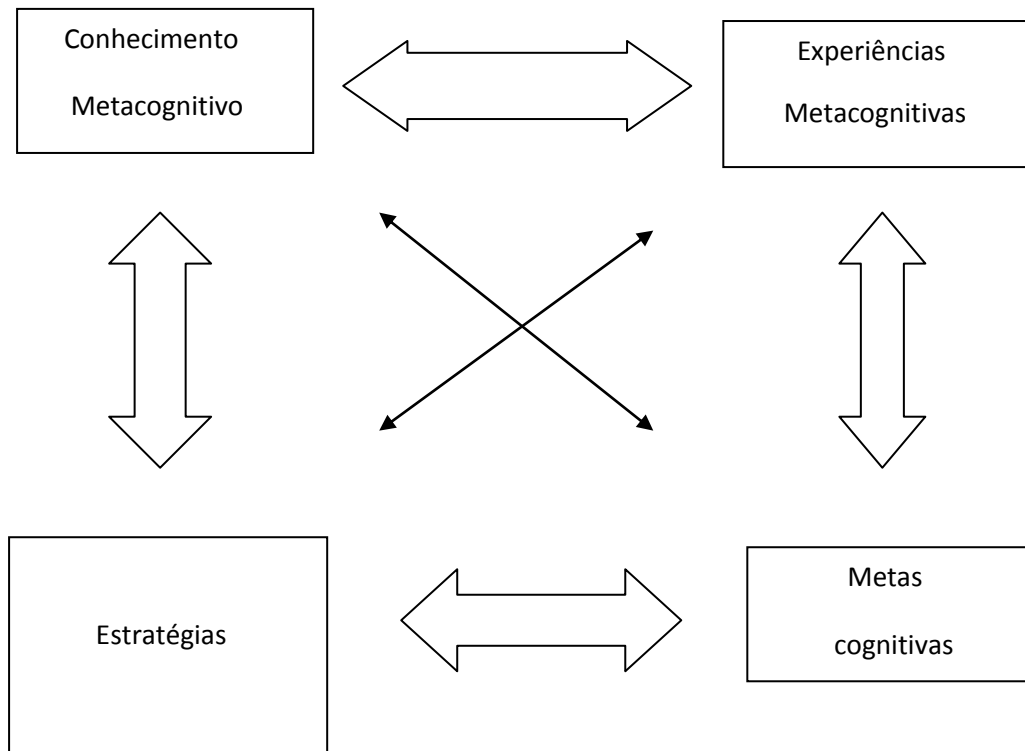 Conhecimento
Metacognitivo
Experiências
Metacognitivas
Estratégias
Metas
cognitivas